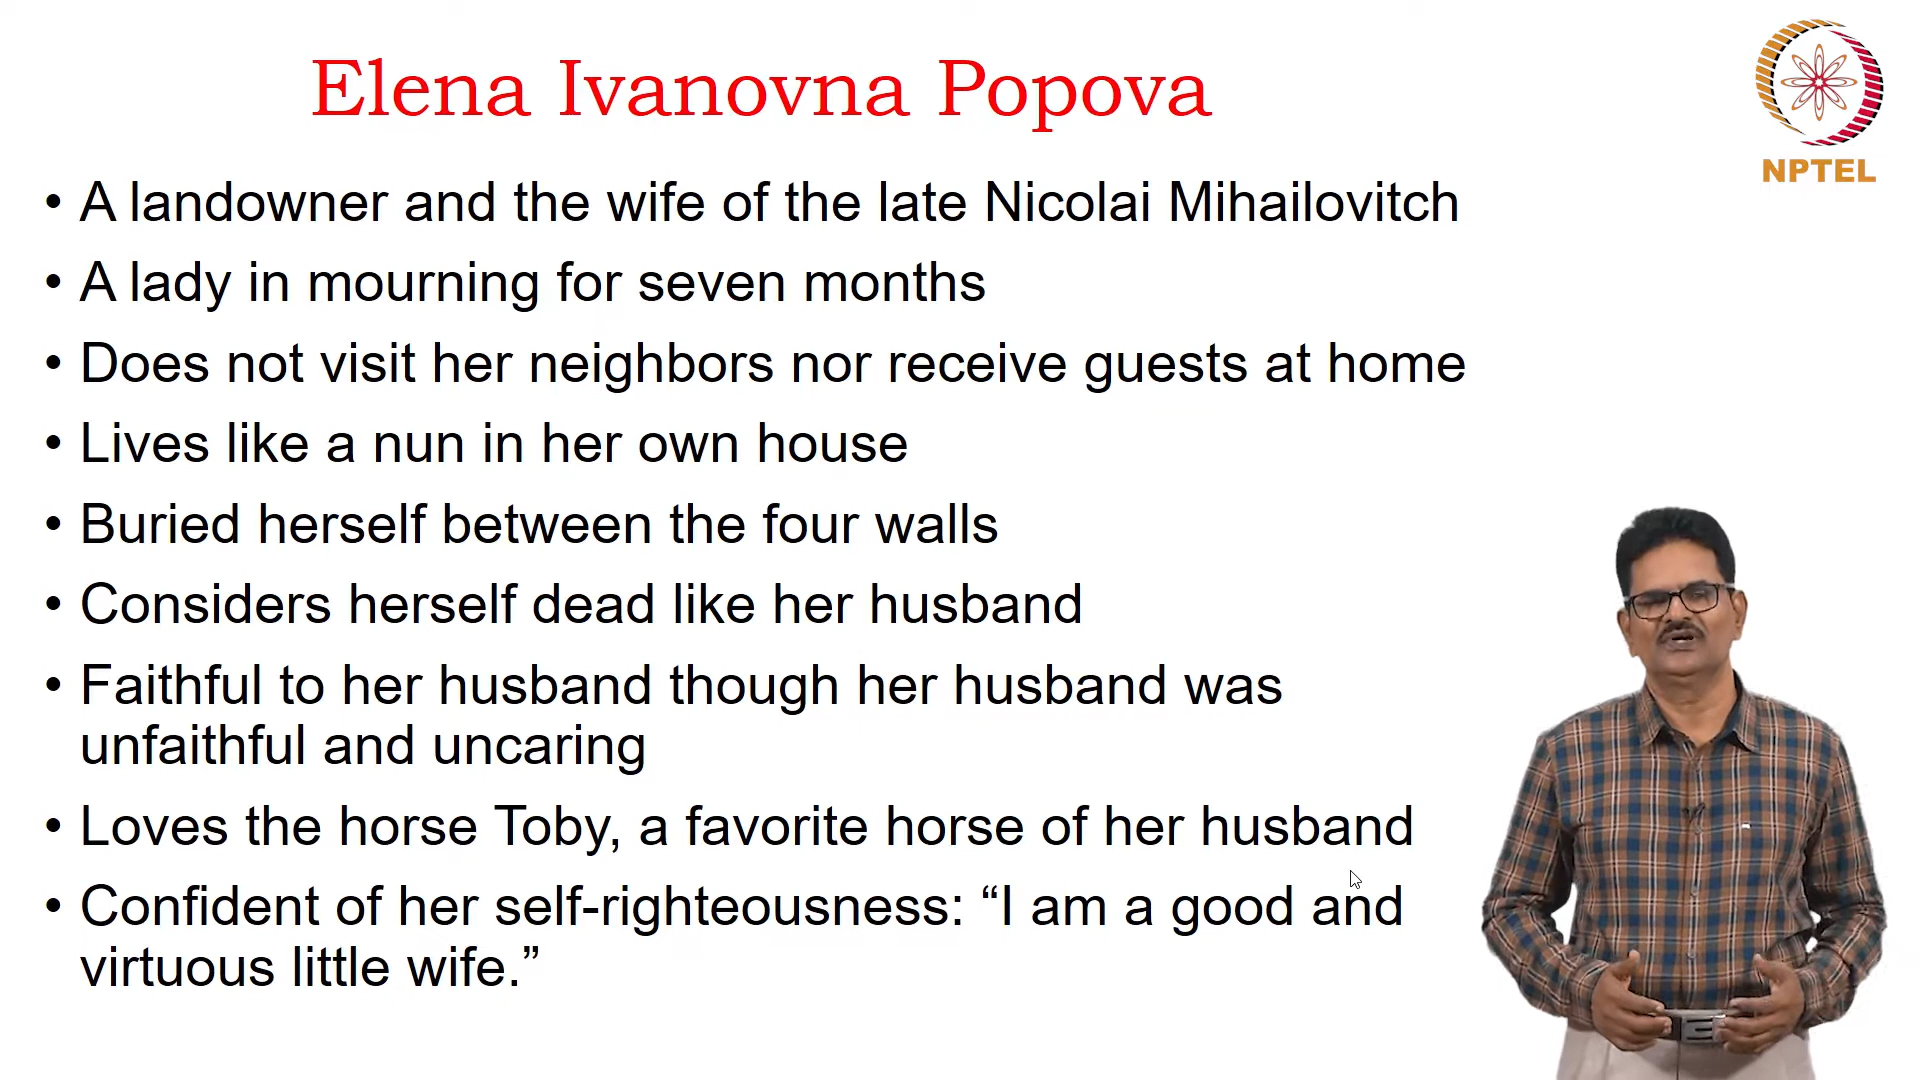 Elena Ivanovna Popova
NPTEL
• A landowner and the wife of the late Nicolai Mihailovitch
• A lady in mourning for seven months
• Does not visit her neighbors nor receive guests at home
• Lives like a nun in her own house
• Buried herself between the four walls
• Considers herself dead like her husband
• Faithful to her husband though her husband was
unfaithful and uncaring
• Loves the horse Toby, a favorite horse of her husband
• Confident of her self-righteousness: “I am a good and
virtuous little wife.”